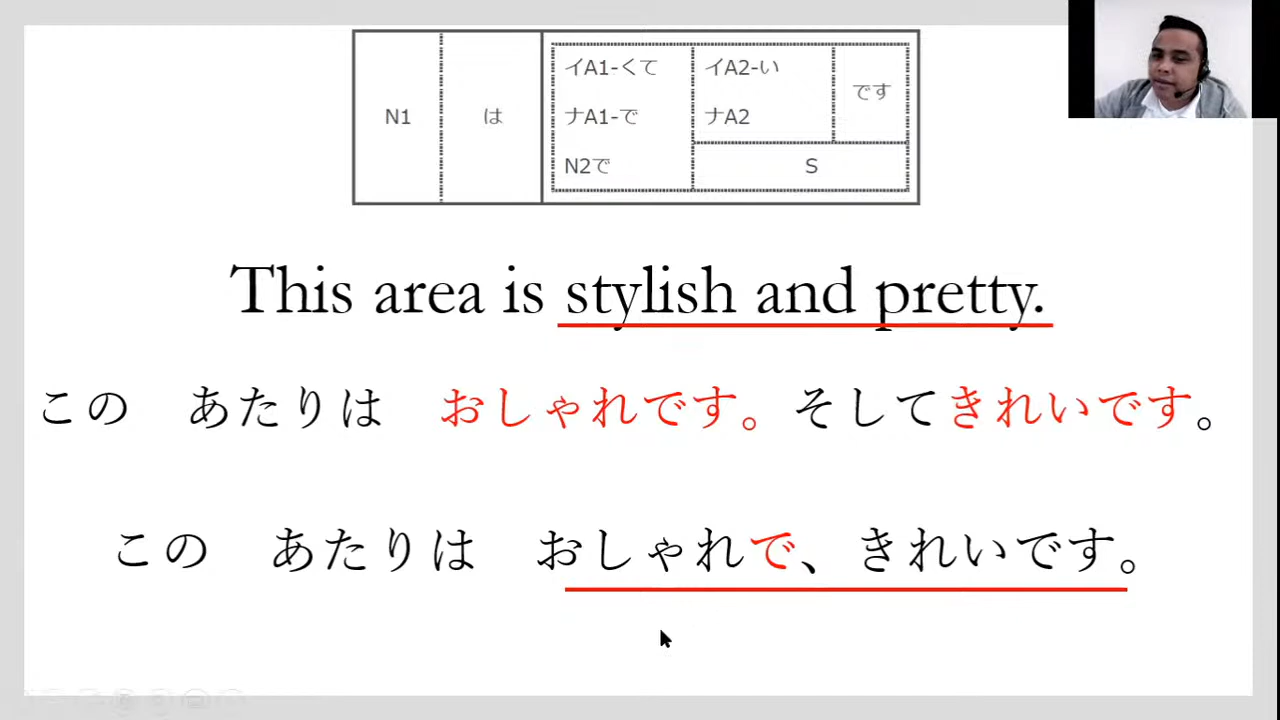 イA1-くて イA2-い
です
N1 は ナA1-で ナA2
N2で S
This area is stylish and pretty.
この　あたりは　おしゃれです。そしてきれいです。
この　あたりは　おしゃれで、きれいです。